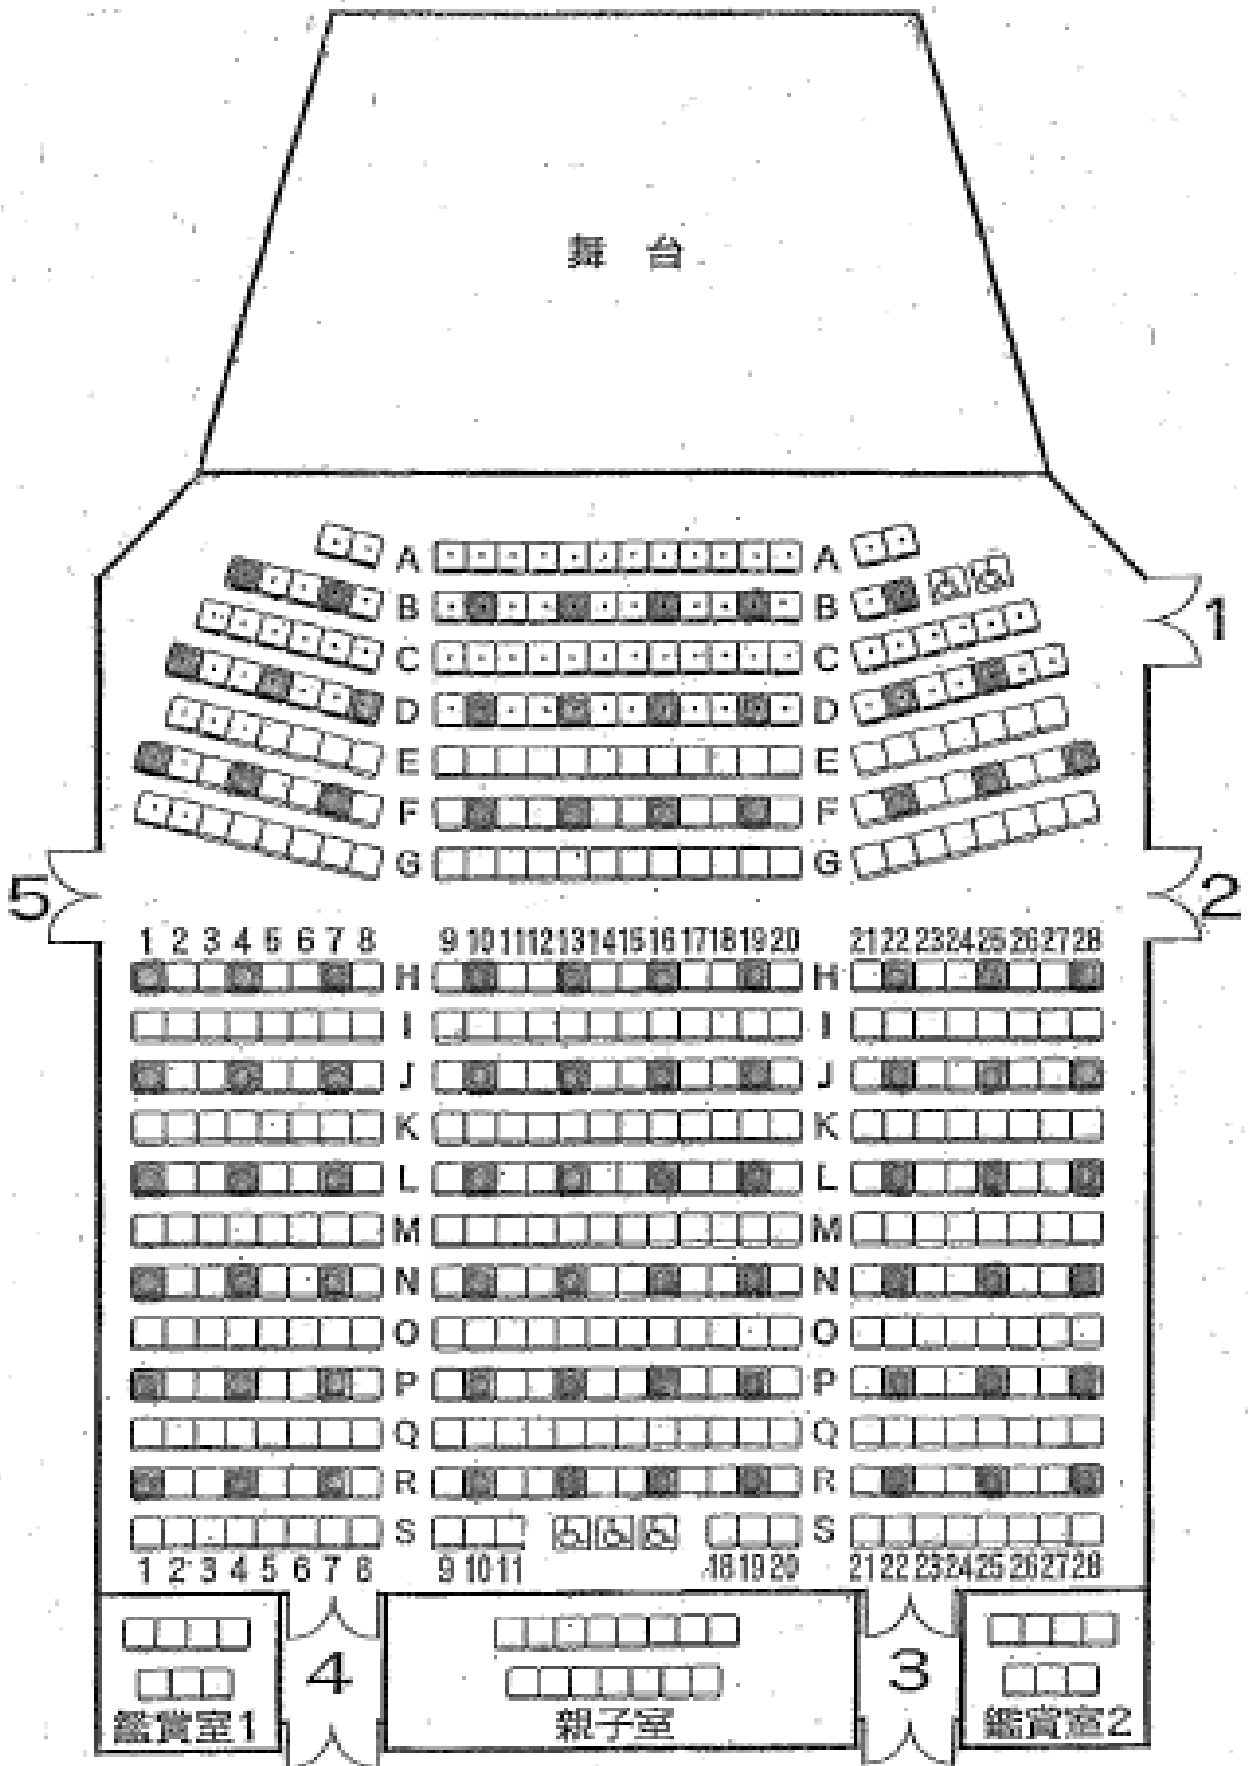 舞台
A A
B B
1
C C
D D
E E
F F
G G
5 2
1 2 3 4 5 6 7 8 9 10 11 12 13 14 15 16 17 18 19 20 21 22 23 24 25 26 27 28
H H
I I
J J
K K
L L
M M
N N
O O
P P
Q Q
R R
S S
1 2 3 4 5 6 7 8 9 10 11 18 19 20 21 22 23 24 25 26 27 28
4 3
鑑賞室1 親子室 鑑賞室2